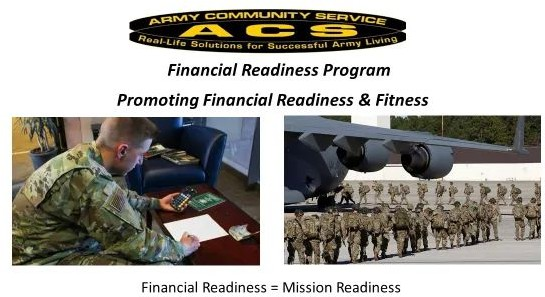 ARMY COMMUNITY SERVICE
ACS
Real-Life Solutions for Successful Army Living
Financial Readiness Program
Promoting Financial Readiness & Fitness
Financial Readiness = Mission Readiness